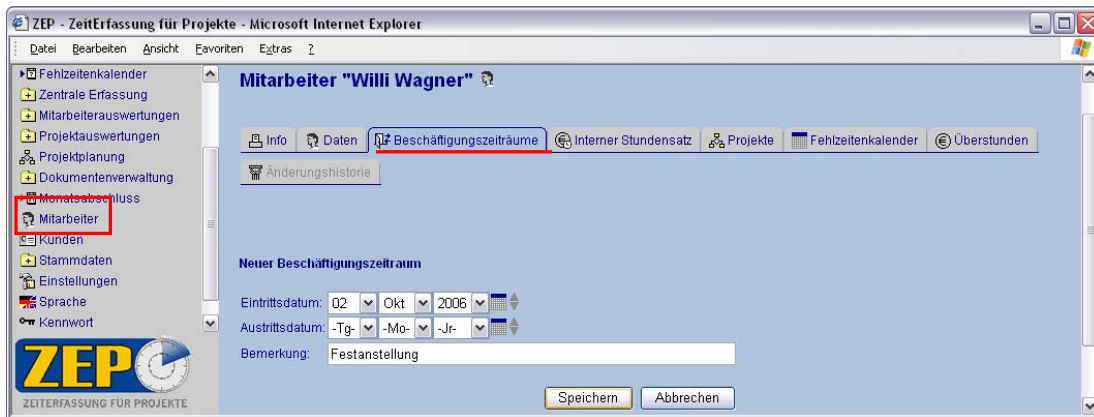 ZEP - ZeitErfassung für Projekte - Microsoft Internet Explorer
Datei Bearbeiten Ansicht Favoriten Extras ?
Fehlzeitenkalender
Zentrale Erfassung
Mitarbeiterauswertungen
Projektauswertungen
Projektplanung
Dokumentenverwaltung
Monatsabschluss
Mitarbeiter
Kunden
Stammdaten
Einstellungen
Sprache
Kennwort
ZEP
ZEITERFASSUNG FÜR PROJEKTE
Mitarbeiter "Willi Wagner"
Info Daten Beschäftigungszeiträume Interner Stundensatz Projekte Fehlzeitenkalender Überstunden
Änderungshistorie
Neuer Beschäftigungszeitraum
Eintrittsdatum: 02 Okt 2006
Austrittsdatum: -Tg- -Mo- -Jr-
Bemerkung: Festanstellung
Speichern Abbrechen